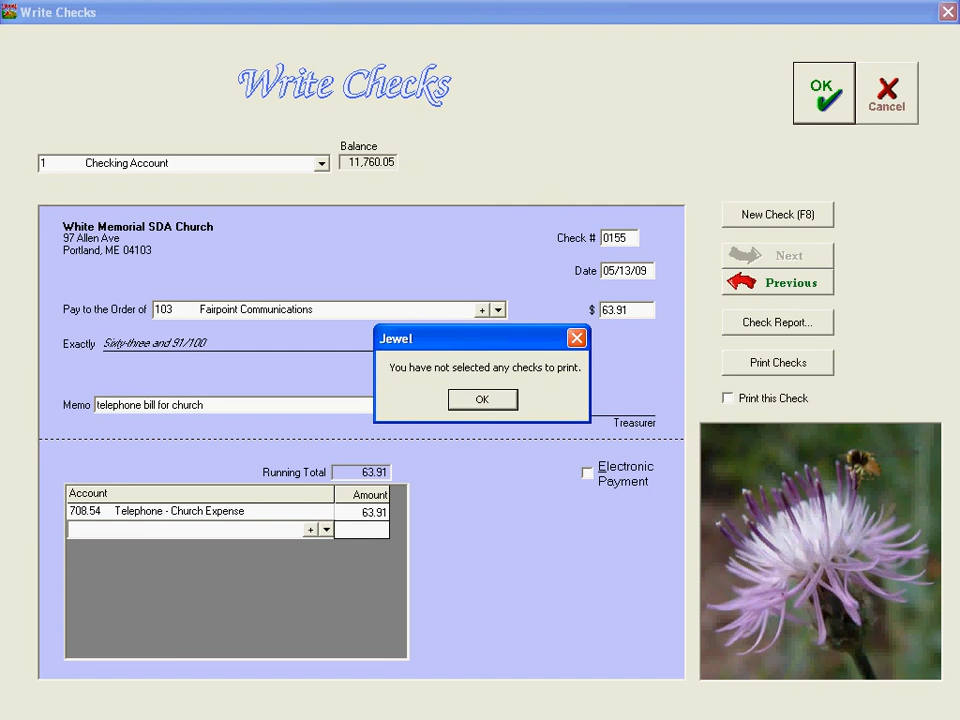 Write Checks
Write Checks
OK
Cancel
Balance
1 Checking Account 11,760.05
White Memorial SDA Church
97 Allen Ave
Portland, ME 04103
Check # 0155
Date 05/13/09
Pay to the Order of 103 Fairpoint Communications + $ 63.91
Exactly Sixty-three and 91/100
Memo telephone bill for church
Treasurer
New Check (F8)
Next
Previous
Check Report...
Print Checks
Print this Check
Jewel
You have not selected any checks to print.
OK
Running Total 63.91
Electronic
Payment
Account Amount
708.54 Telephone - Church Expense 63.91
+